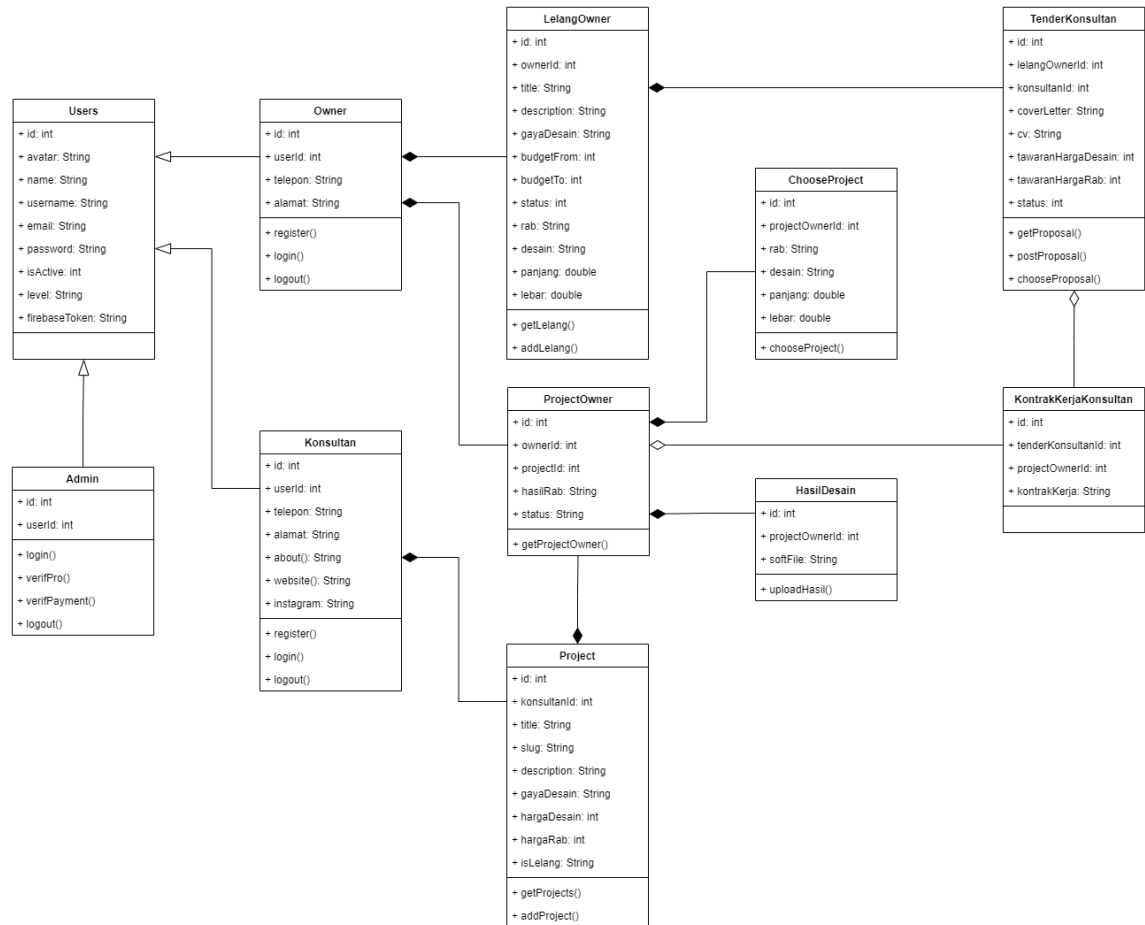 LelangOwner
+ id: int
+ ownerId: int
+ title: String
+ description: String
+ gayaDesain: String
+ budgetFrom: int
+ budgetTo: int
+ status: int
+ rab: String
+ desain: String
+ panjang: double
+ lebar: double
+ getLelang()
+ addLelang()
TenderKonsultan
+ id: int
+ lelangOwnerId: int
+ konsultanId: int
+ coverLetter: String
+ cv: String
+ tawaranHargaDesain: int
+ tawaranHargaRab: int
+ status: int
+ getProposal()
+ postProposal()
+ chooseProposal()
Users
+ id: int
+ avatar: String
+ name: String
+ username: String
+ email: String
+ password: String
+ isActive: int
+ level: String
+ firebaseToken: String
Owner
+ id: int
+ userId: int
+ telepon: String
+ alamat: String
+ register()
+ login()
+ logout()
ChooseProject
+ id: int
+ projectOwnerId: int
+ rab: String
+ desain: String
+ panjang: double
+ lebar: double
+ chooseProject()
ProjectOwner
+ id: int
+ ownerId: int
+ projectId: int
+ hasilRab: String
+ status: String
+ getProjectOwner()
KontrakKerjaKonsultan
+ id: int
+ tenderKonsultanId: int
+ projectOwnerId: int
+ kontrakKerja: String
Konsultan
+ id: int
+ userId: int
+ telepon: String
+ alamat: String
+ about(): String
+ website(): String
+ instagram: String
+ register()
+ login()
+ logout()
Admin
+ id: int
+ userId: int
+ login()
+ verifPro()
+ verifPayment()
+ logout()
HasilDesain
+ id: int
+ projectOwnerId: int
+ softFile: String
+ uploadHasil()
Project
+ id: int
+ konsultanId: int
+ title: String
+ slug: String
+ description: String
+ gayaDesain: String
+ hargaDesain: int
+ hargaRab: int
+ isLelang: String
+ getProjects()
+ addProject()